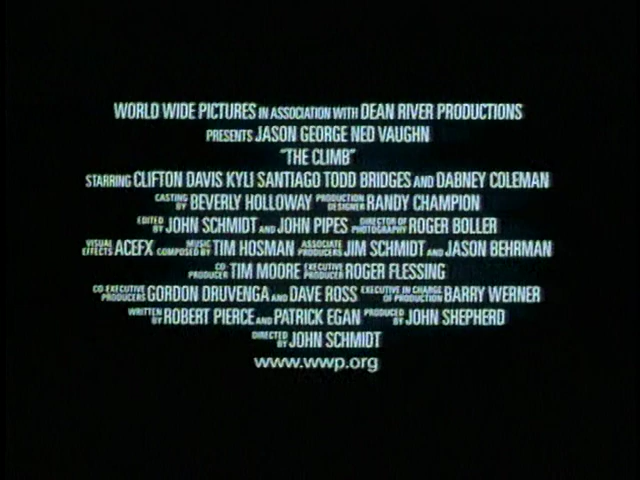 WORLD WIDE PICTURES IN ASSOCIATION WITH DEAN RIVER PRODUCTIONS
PRESENTS JASON GEORGE NED VAUGHN
"THE CLIMB"
STARRING CLIFTON DAVIS KYLI SANTIAGO TODD BRIDGES AND DABNEY COLEMAN
CASTING BY BEVERLY HOLLOWAY PRODUCTION DESIGNER RANDY CHAMPION
EDITED BY JOHN SCHMIDT AND JOHN PIPES DIRECTOR OF PHOTOGRAPHY ROGER BOLLER
VISUAL EFFECTS ACEFX MUSIC COMPOSED BY TIM HOSMAN ASSOCIATE PRODUCERS JIM SCHMIDT AND JASON BEHRMAN
CO-PRODUCER TIM MOORE EXECUTIVE PRODUCER ROGER FLESSING
CO-EXECUTIVE PRODUCERS GORDON DRUVENGA AND DAVE ROSS EXECUTIVE IN CHARGE OF PRODUCTION BARRY WERNER
WRITTEN BY ROBERT PIERCE AND PATRICK EGAN PRODUCED BY JOHN SHEPHERD
DIRECTED BY JOHN SCHMIDT
www.wwp.org